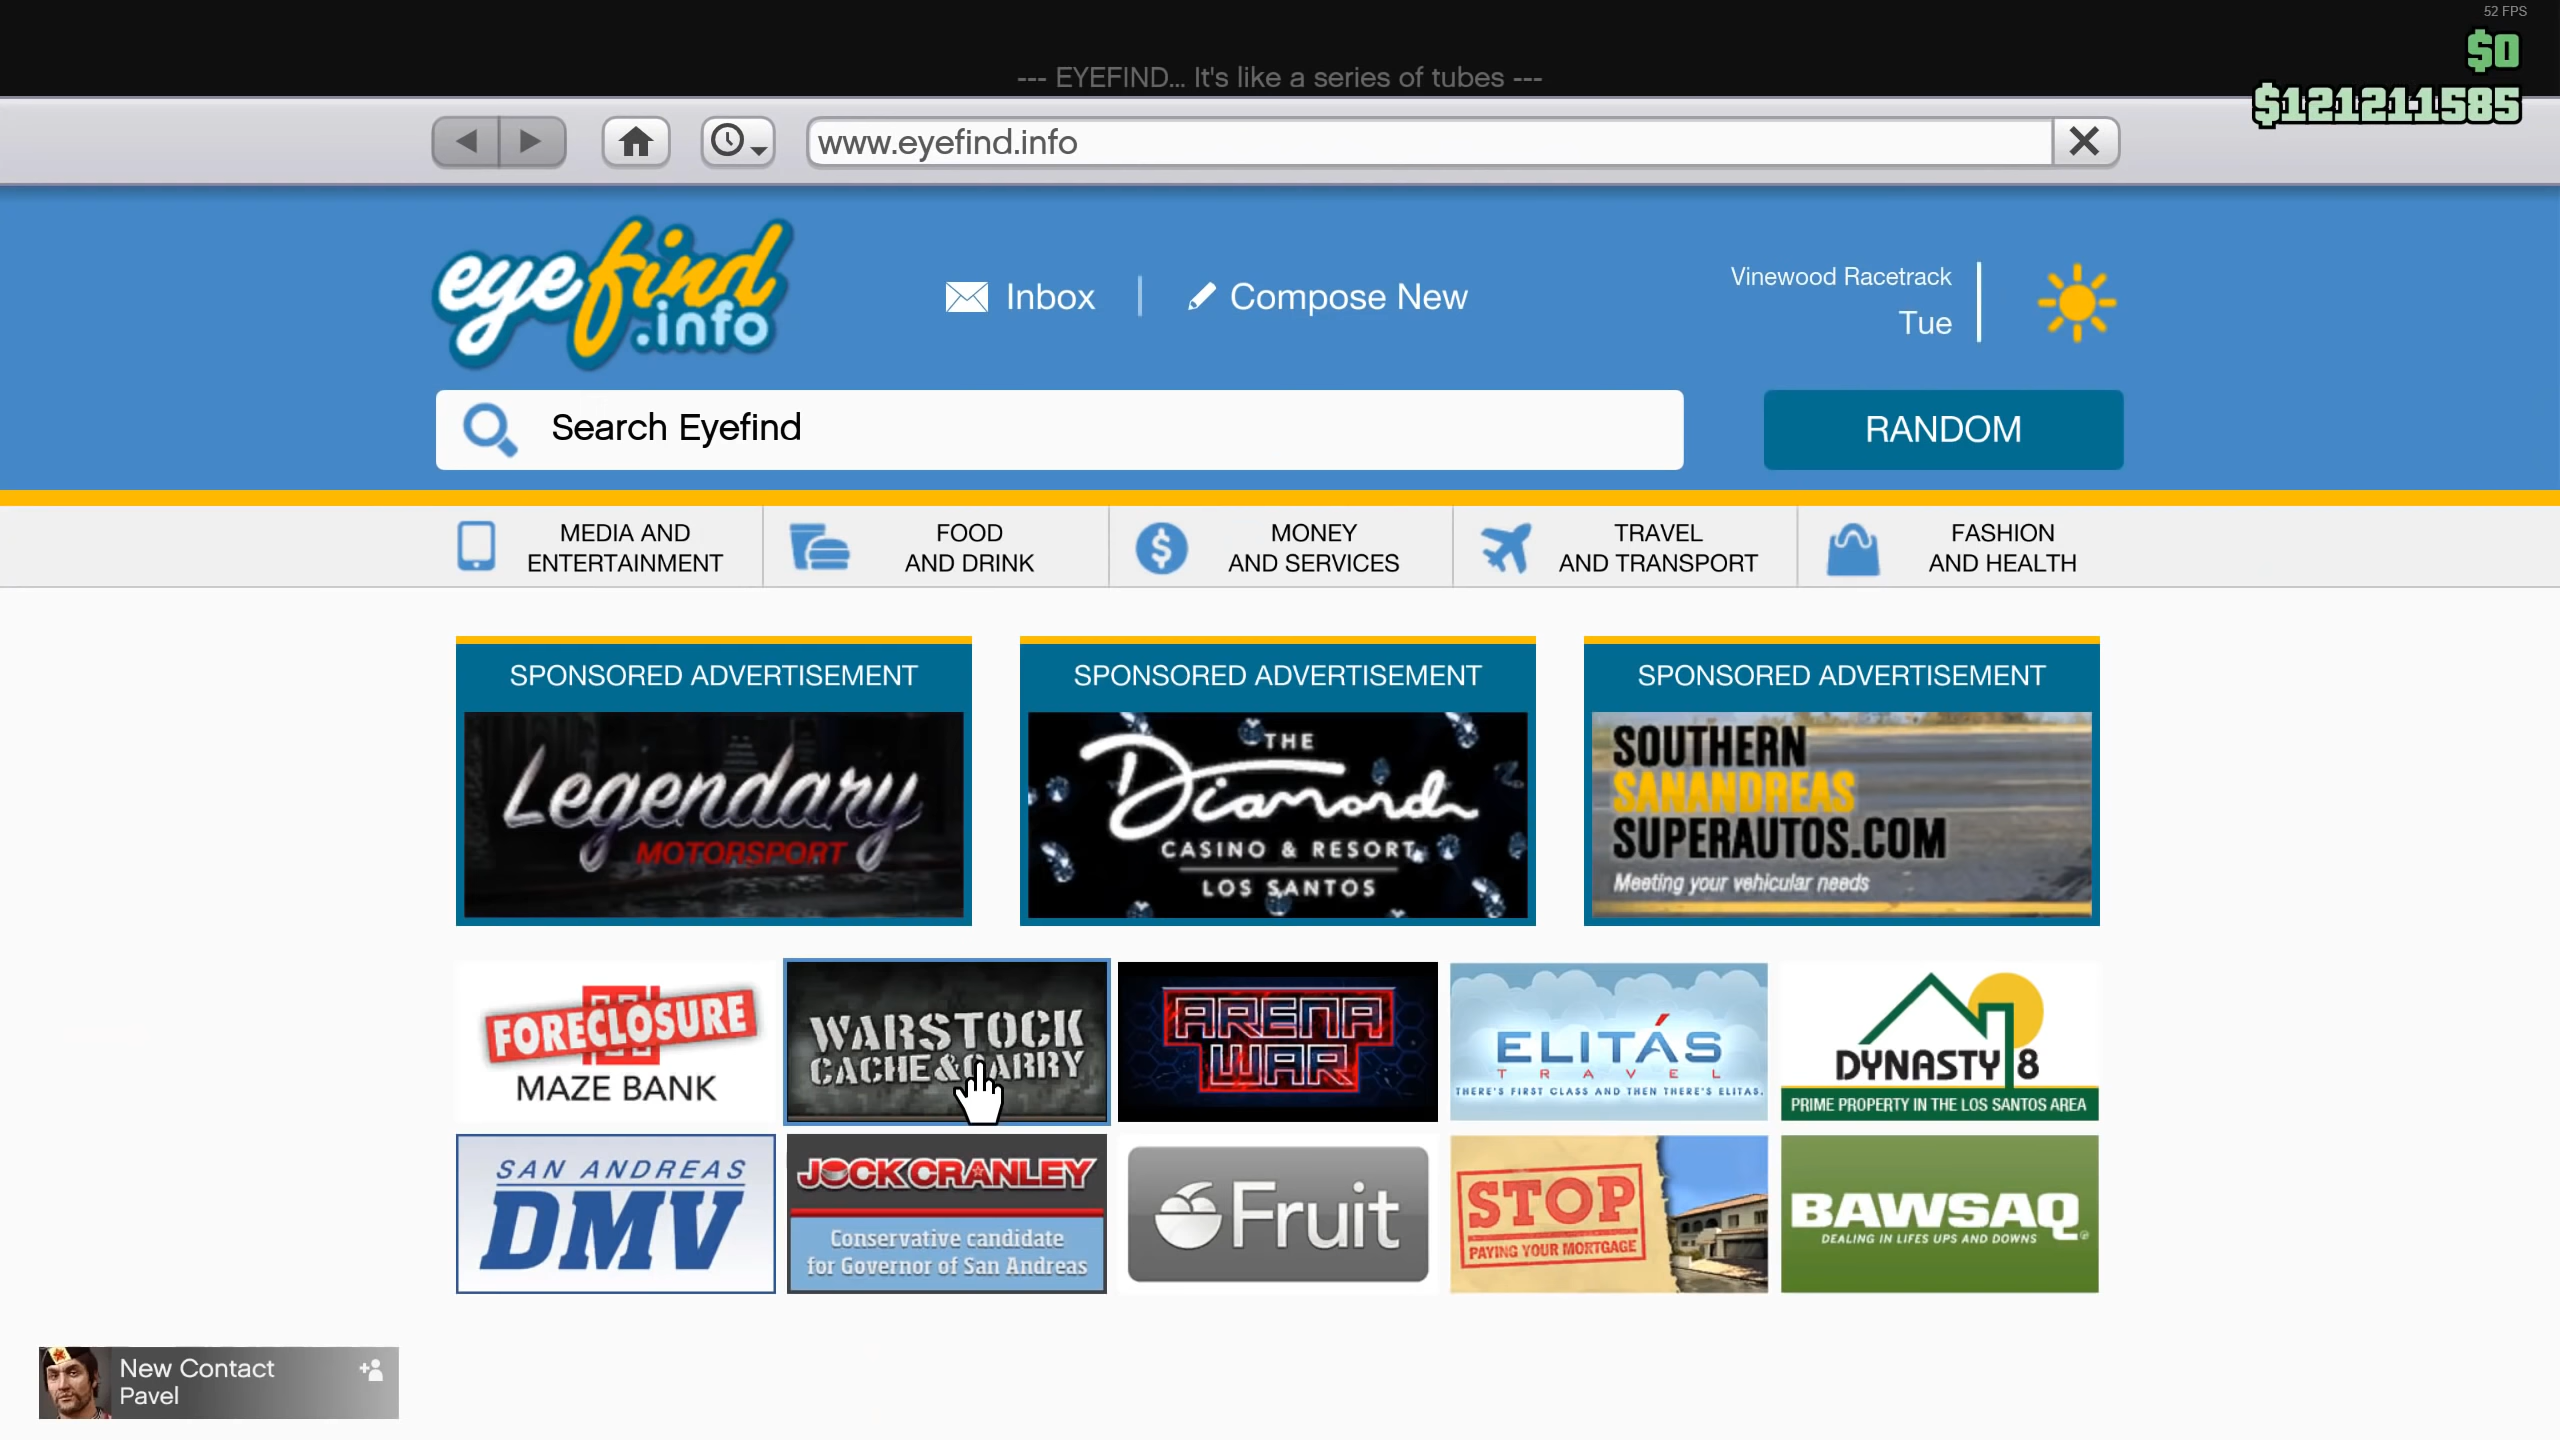 52 FPS
$0
--- EYEFIND... It's like a series of tubes ---
$121211585
www.eyefind.info
eyefind
.info
Inbox
Compose New
Vinewood Racetrack
Tue
Search Eyefind
RANDOM
MEDIA AND
ENTERTAINMENT
FOOD
AND DRINK
MONEY
AND SERVICES
TRAVEL
AND TRANSPORT
FASHION
AND HEALTH
SPONSORED ADVERTISEMENT
Legendary
MOTORSPORT
SPONSORED ADVERTISEMENT
THE
Diamond
CASINO & RESORT
LOS SANTOS
SPONSORED ADVERTISEMENT
SOUTHERN
SANANDREAS
SUPERAUTOS.COM
Meeting your vehicular needs
FORECLOSURE
MAZE BANK
WARSTOCK
CACHE & CARRY
ARENA
WAR
ELITÁS
TRAVEL
THERE'S FIRST CLASS AND THEN THERE'S ELITAS.
DYNASTY 8
PRIME PROPERTY IN THE LOS SANTOS AREA
SAN ANDREAS
DMV
JOCK CRANLEY
Conservative candidate
for Governor of San Andreas
Fruit
STOP
PAYING YOUR MORTGAGE
BAWSAQ
DEALING IN LIFES UPS AND DOWNS
New Contact
Pavel